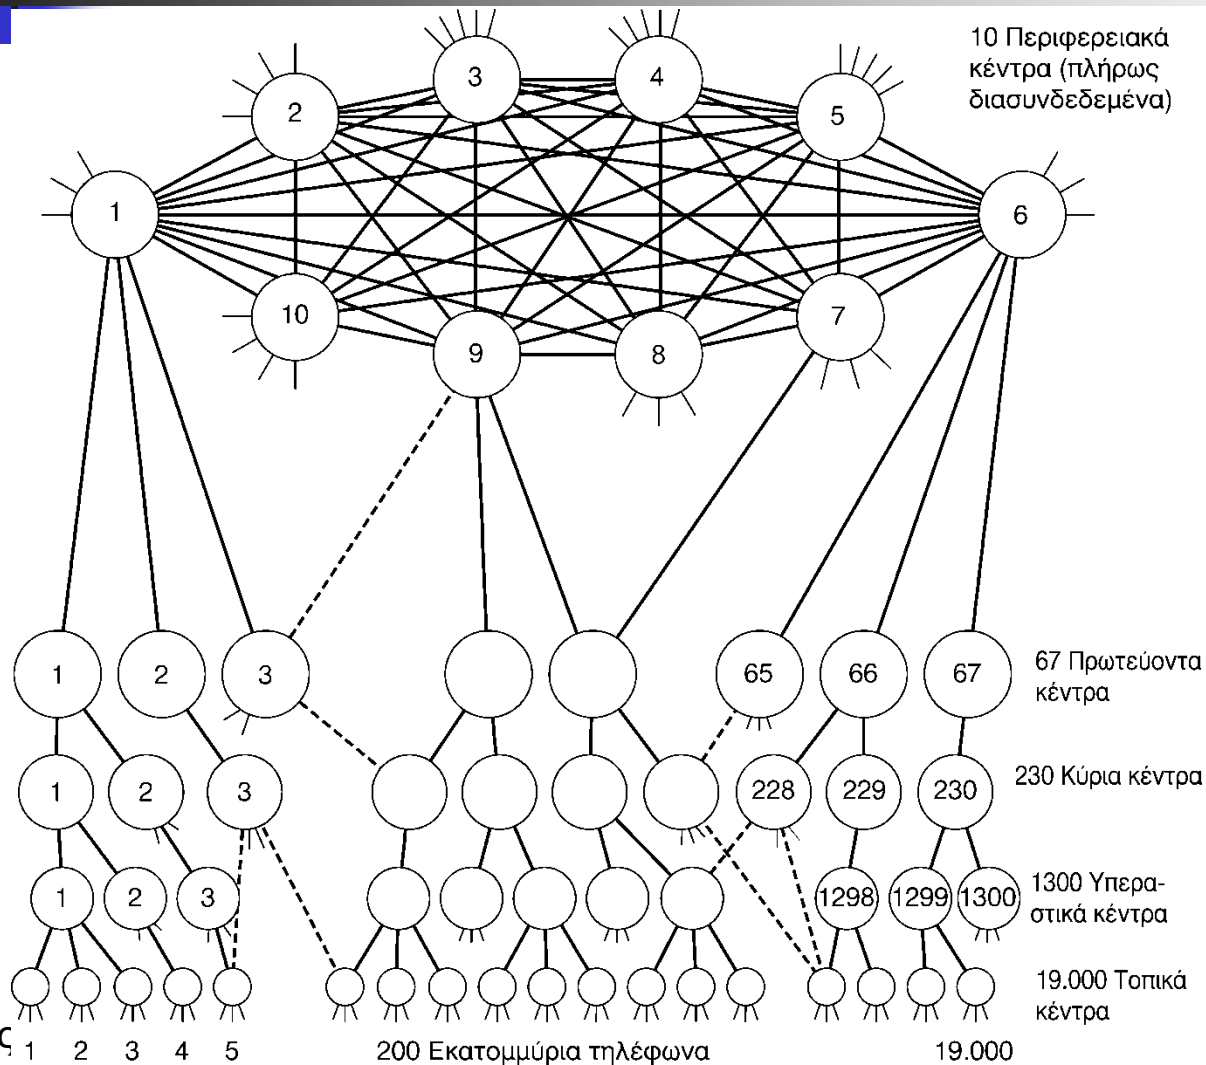 10 Περιφερειακά
κέντρα (πλήρως
διασυνδεδεμένα)
3 4
2 5
1 6
10 7
9 8
1 2 3 65 66 67
67 Πρωτεύοντα
κέντρα
1 2 3 228 229 230
230 Κύρια κέντρα
1 2 3 1298 1299 1300
1300 Υπερα-
στικά κέντρα
19.000 Τοπικά
κέντρα
ς 1 2 3 4 5 200 Εκατομμύρια τηλέφωνα 19.000